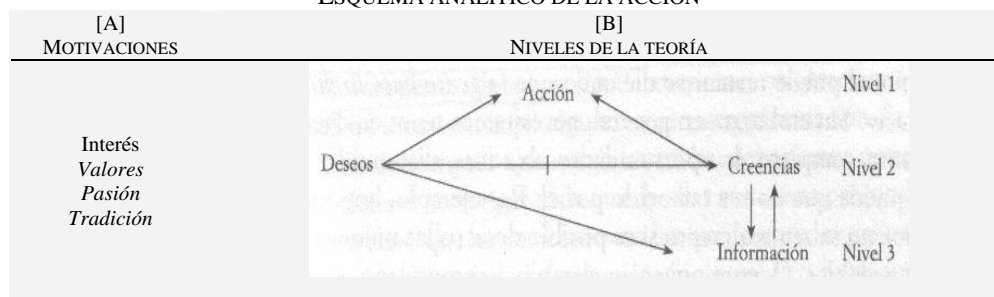 ESQUEMA ANALÍTICO DE LA ACCIÓN
[A]
MOTIVACIONES
[B]
NIVELES DE LA TEORÍA
Interés
Valores
Pasión
Tradición
Acción Nivel 1
Deseos Creencias Nivel 2
Información Nivel 3